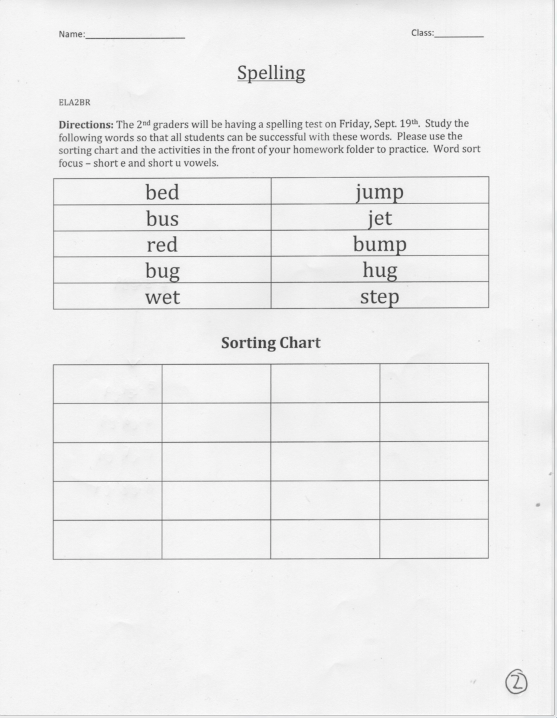 Name:____________________ Class:__________
Spelling
ELA2BR
Directions: The 2nd graders will be having a spelling test on Friday, Sept. 19th. Study the
following words so that all students can be successful with these words. Please use the
sorting chart and the activities in the front of your homework folder to practice. Word sort
focus – short e and short u vowels.
bed jump
bus jet
red bump
bug hug
wet step
Sorting Chart
2